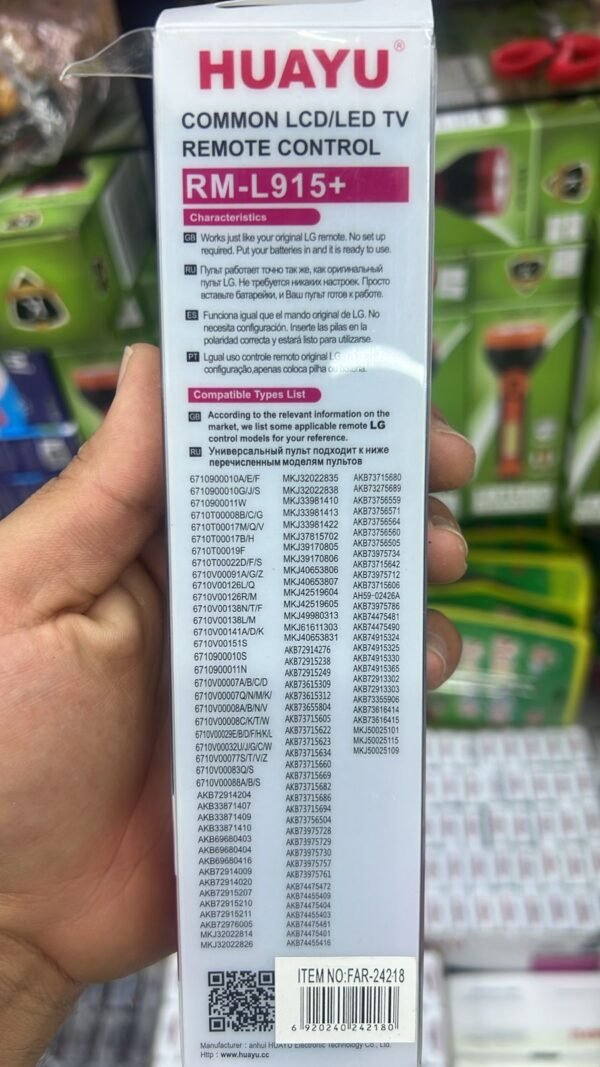 HUAYU®
COMMON LCD/LED TV
REMOTE CONTROL
RM-L915+
Characteristics
GB Works just like your original LG remote. No set up
required. Put your batteries in and it is ready to use.
RU Пульт работает точно так же, как оригинальный
пульт LG. Не требуется никаких настроек. Просто
вставьте батарейки, и Ваш пульт готов к работе.
ES Funciona igual que el mando original de LG. No
necesita configuración. Inserte las pilas en la
polaridad correcta y estará listo para utilizarse.
PT Lgual uso controle remoto original LG
configuração,apenas coloca pilha ou bateria.
Compatible Types List
GB According to the relevant information on the
market, we list some applicable remote LG
control models for your reference.
RU Универсальный пульт подходит к ниже
перечисленным моделям пультов
6710900010A/E/F
6710900010G/J/S
6710900011W
6710T00008B/C/G
6710T00017M/Q/V
6710T00017B/H
6710T00019F
6710T00022D/F/S
6710V00091A/G/Z
6710V00126L/Q
6710V00126R/M
6710V00138N/T/F
6710V00138L/M
6710V00141A/D/K
6710V00151S
6710900010S
6710900011N
6710V00007A/B/C/D
6710V00007Q/N/M/K/
6710V00008A/B/N/V
6710V00008C/K/T/W
6710V00029E/B/D/F/H/K/L
6710V00032U/J/G/C/W
6710V00077S/T/V/Z
6710V00083Q/S
6710V00088A/B/S
AKB72914204
AKB33871407
AKB33871409
AKB33871410
AKB69680403
AKB69680404
AKB69680416
AKB72914009
AKB72914020
AKB72915207
AKB72915210
AKB72915211
AKB72976005
MKJ32022814
MKJ32022826
MKJ32022835
MKJ32022838
MKJ33981410
MKJ33981413
MKJ33981422
MKJ37815702
MKJ39170805
MKJ39170806
MKJ40653806
MKJ40653807
MKJ42519604
MKJ42519605
MKJ49980313
MKJ61611303
MKJ40653831
AKB72914276
AKB72915238
AKB72915249
AKB73615309
AKB73615312
AKB73655804
AKB73715605
AKB73715622
AKB73715623
AKB73715634
AKB73715660
AKB73715669
AKB73715682
AKB73715686
AKB73715694
AKB73756504
AKB73975728
AKB73975729
AKB73975730
AKB73975757
AKB73975761
AKB74475472
AKB74455409
AKB74475404
AKB74455403
AKB74475481
AKB74475401
AKB74455416
AKB73715680
AKB73275689
AKB73756559
AKB73756571
AKB73756564
AKB73756560
AKB73756505
AKB73975734
AKB73715642
AKB73975712
AKB73715606
AH59-02426A
AKB73975786
AKB74475481
AKB74475490
AKB74915324
AKB74915325
AKB74915330
AKB74915365
AKB72913302
AKB72913303
AKB73355906
AKB73616414
AKB73616415
MKJ50025101
MKJ50025115
MKJ50025109
ITEM NO:FAR-24218
6 920240 242180
Manufacturer : anhui HUAYU Electronic Technology Co., Ltd.
Http : www.huayu.cc